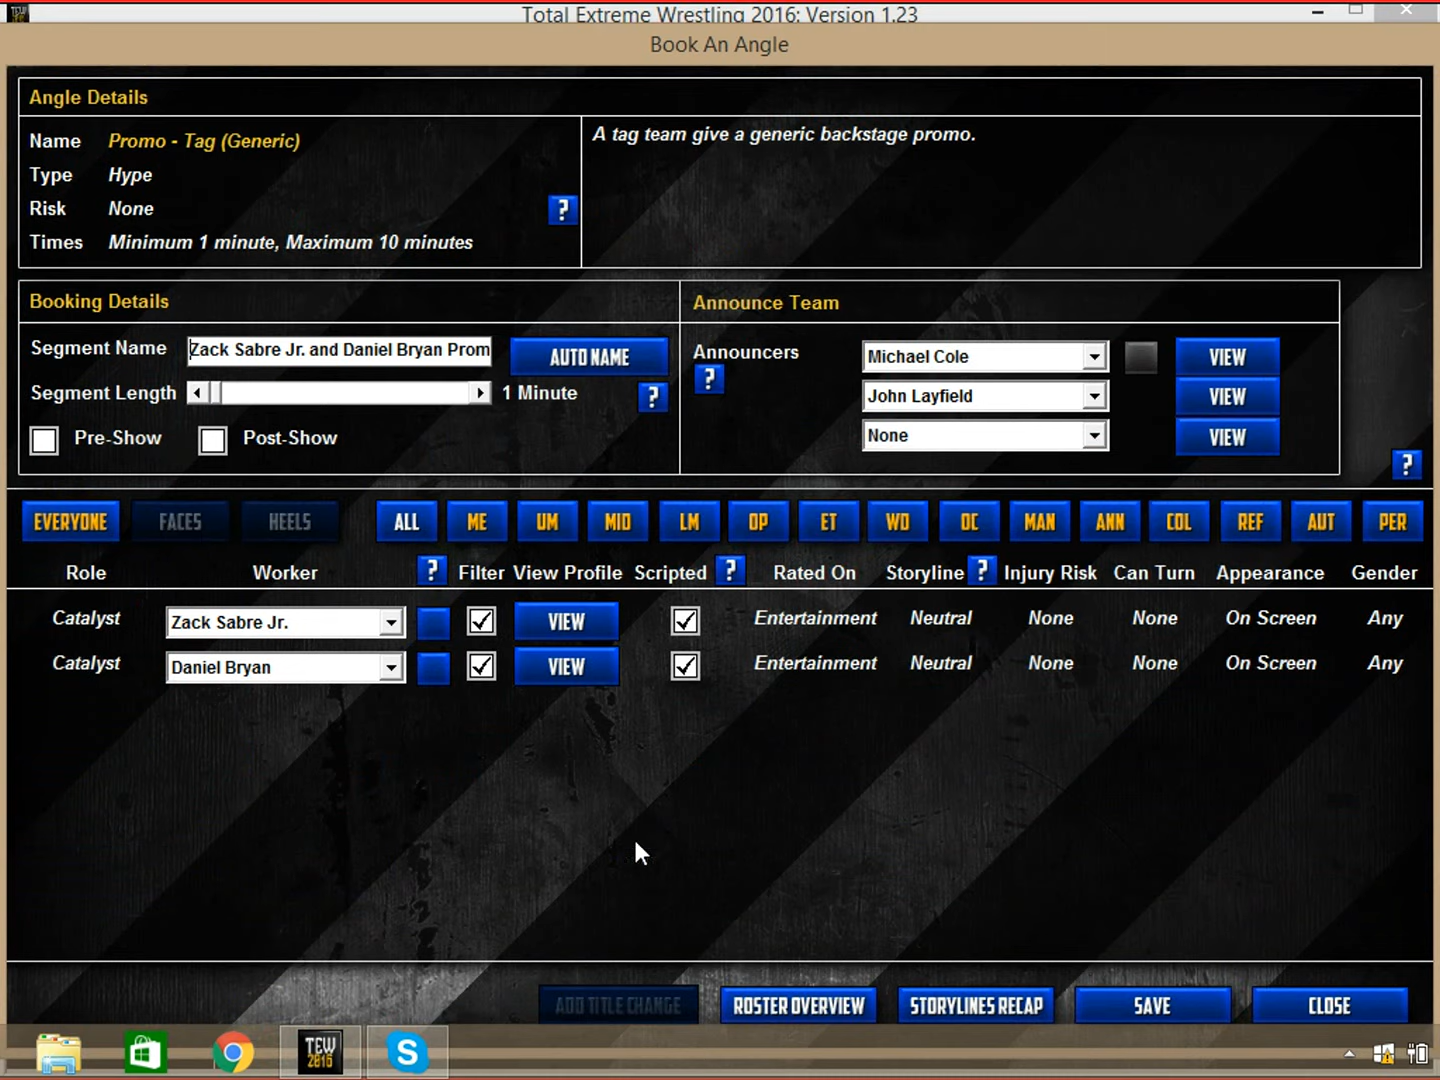 Total Extreme Wrestling 2016: Version 1.23
Book An Angle
Angle Details
Name Promo - Tag (Generic)
Type Hype
Risk None
Times Minimum 1 minute, Maximum 10 minutes
?
A tag team give a generic backstage promo.
Booking Details
Segment Name Zack Sabre Jr. and Daniel Bryan Prom AUTO NAME
Segment Length 1 Minute ?
Pre-Show Post-Show
Announce Team
Announcers Michael Cole VIEW
? John Layfield VIEW
None VIEW
?
EVERYONE FACES HEELS ALL ME UM MID LM OP ET WO OC MAN ANN COL REF AUT PER
Role Worker ? Filter View Profile Scripted ? Rated On Storyline ? Injury Risk Can Turn Appearance Gender
Catalyst Zack Sabre Jr. VIEW Entertainment Neutral None None On Screen Any
Catalyst Daniel Bryan VIEW Entertainment Neutral None None On Screen Any
ADD TITLE CHANGE ROSTER OVERVIEW STORYLINES RECAP SAVE CLOSE
TEW
2016
S